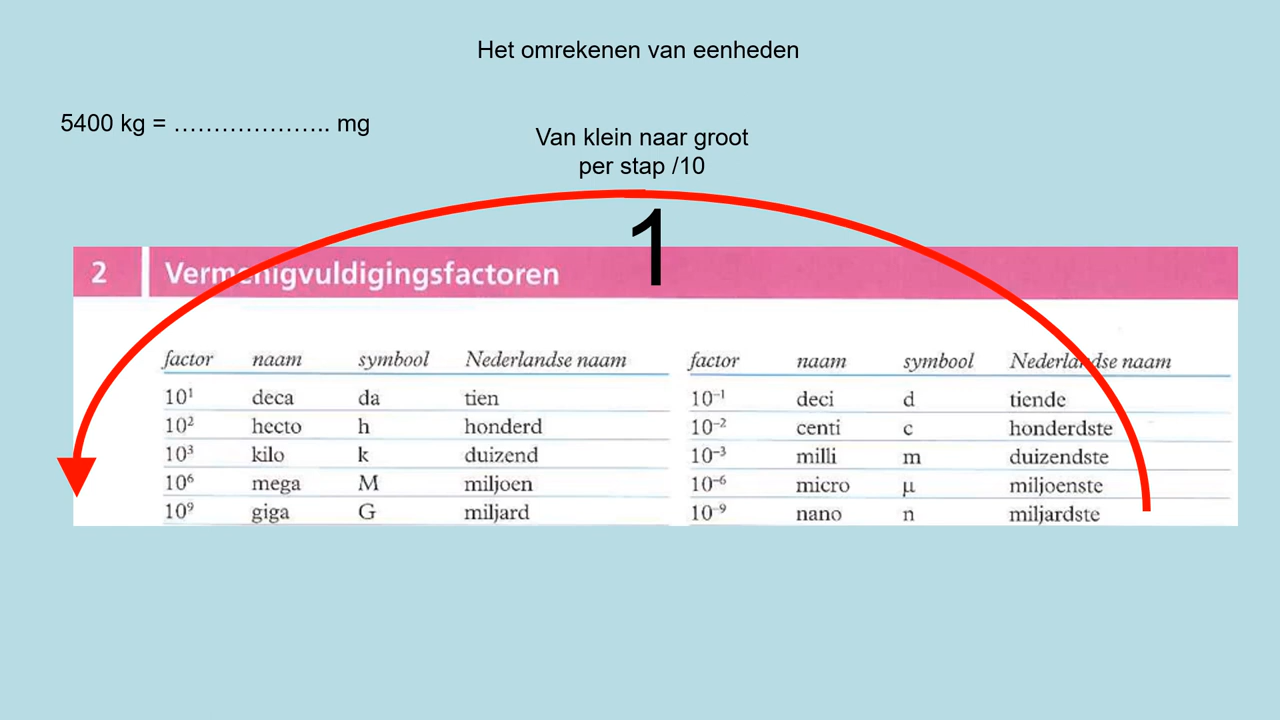 Het omrekenen van eenheden
5400 kg = ……………….. mg
Van klein naar groot
per stap /10
1
2 Vermenigvuldigingsfactoren
factor naam symbool Nederlandse naam factor naam symbool Nederlandse naam
10¹ deca da tien 10⁻¹ deci d tiende
10² hecto h honderd 10⁻² centi c honderdste
10³ kilo k duizend 10⁻³ milli m duizendste
10⁶ mega M miljoen 10⁻⁶ micro μ miljoenste
10⁹ giga G miljard 10⁻⁹ nano n miljardste